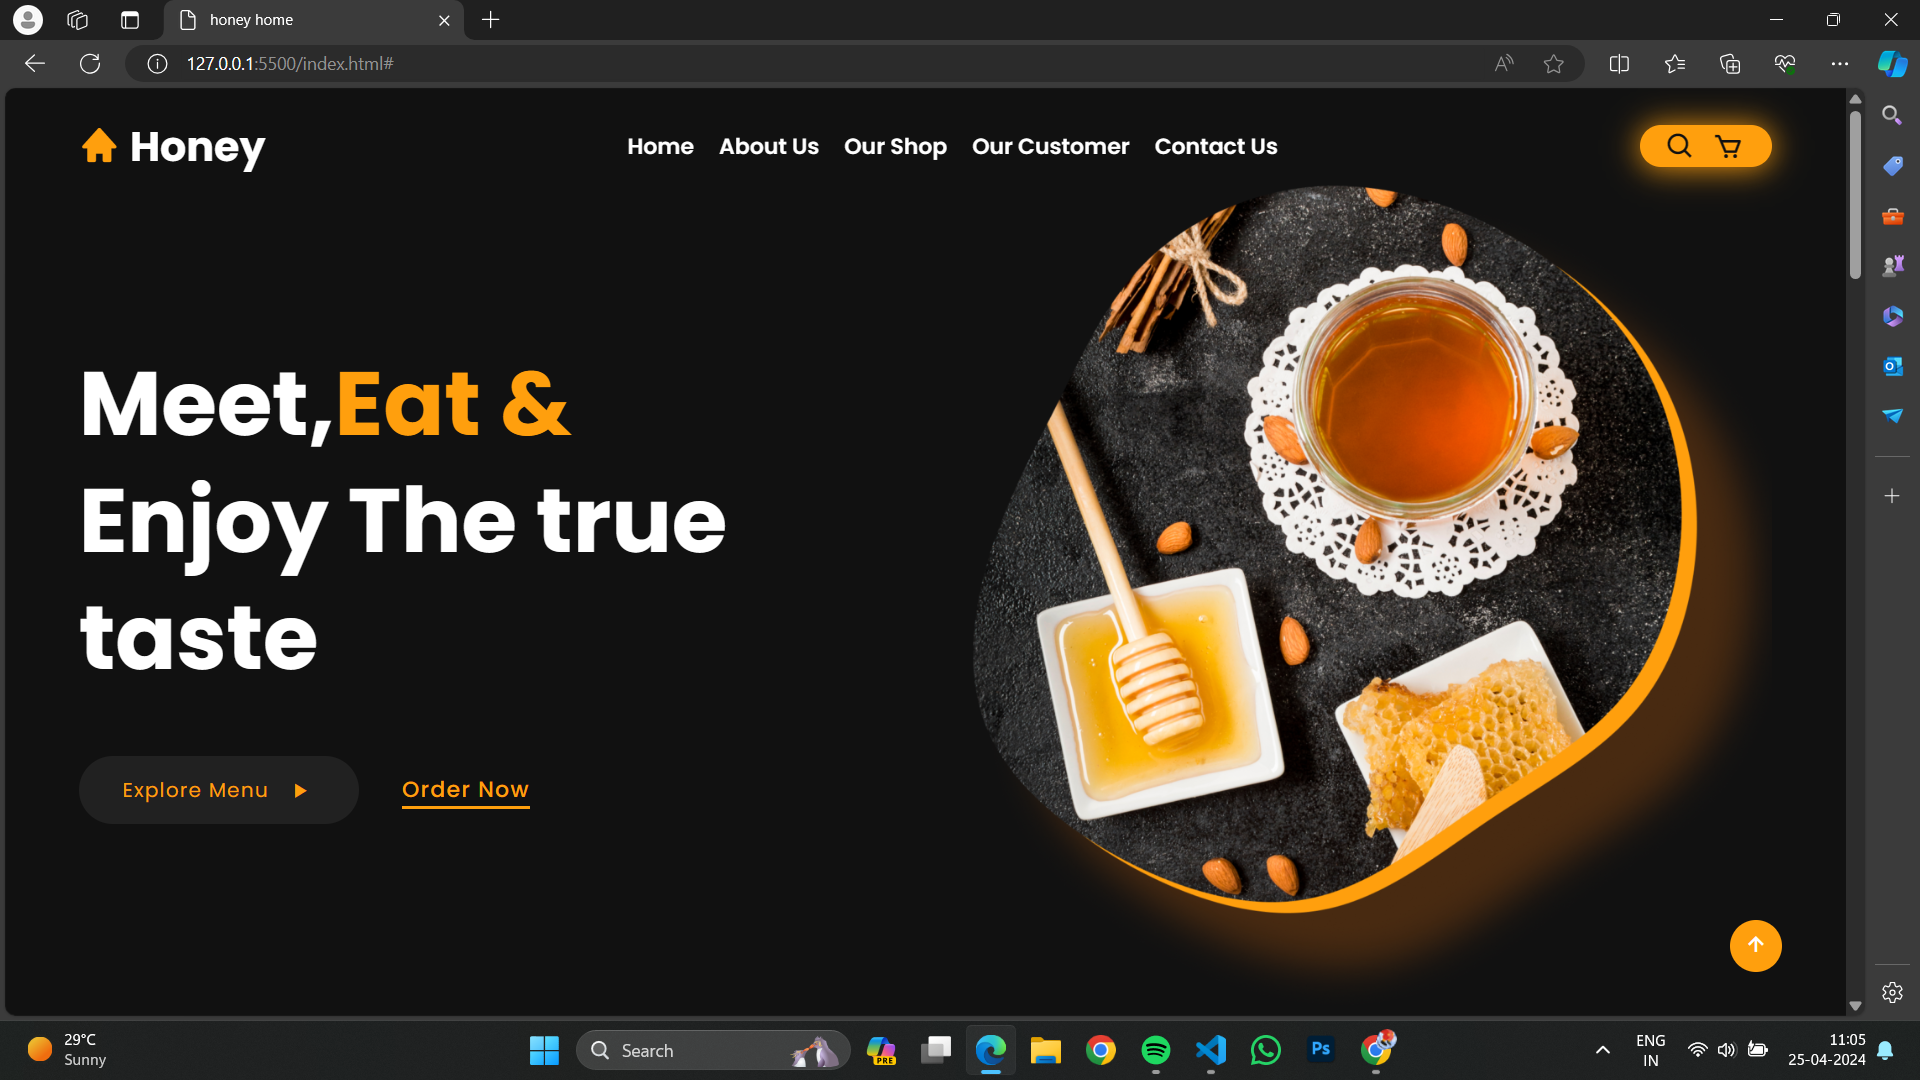 honey home
127.0.0.1:5500/index.html#
Honey
Home About Us Our Shop Our Customer Contact Us
Meet,Eat &
Enjoy The true
taste
Explore Menu
Order Now
29°C
Sunny
Search
PRE
Ps
ENG
IN
11:05
25-04-2024